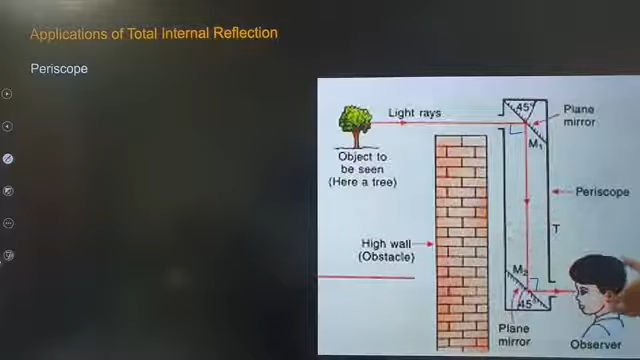 Applications of Total Internal Reflection
Periscope
45°
Light rays
Plane
mirror
M1
Object to
be seen
(Here a tree)
Periscope
T
High wall
(Obstacle)
M2
45°
Plane
mirror
Observer